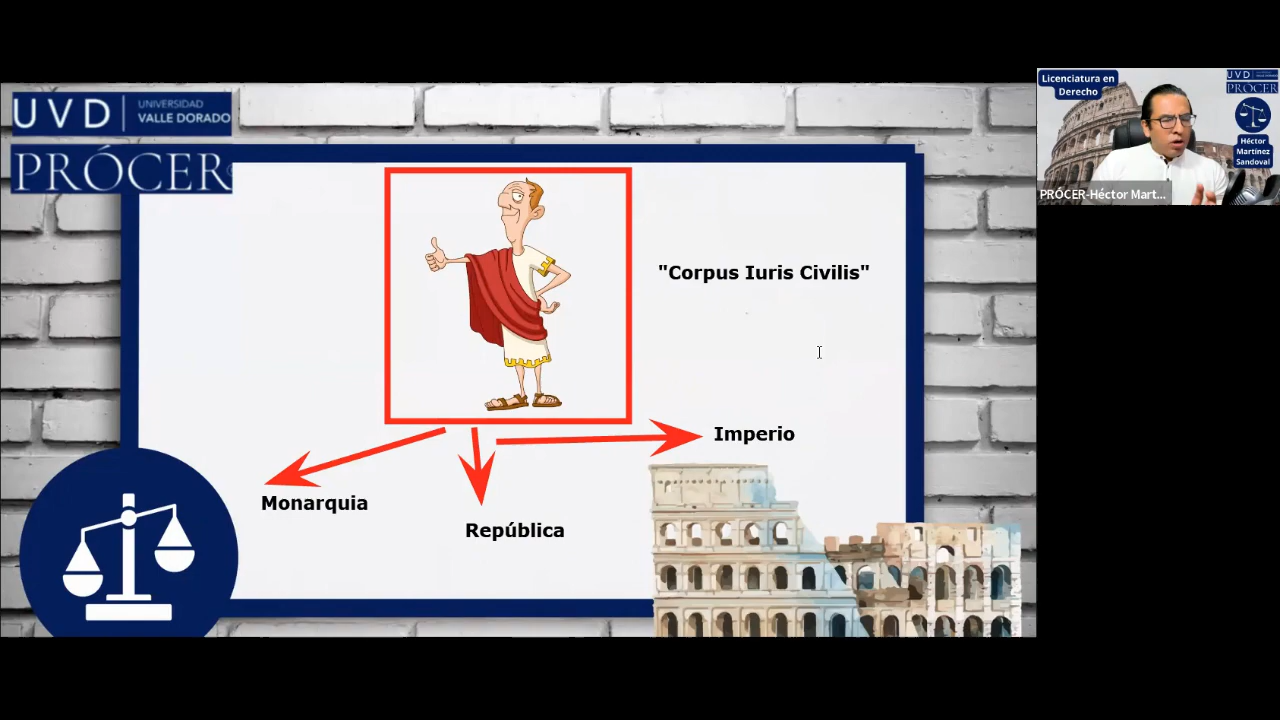 UVD
UNIVERSIDAD
VALLE DORADO
PRÓCER
"Corpus Iuris Civilis"
Imperio
Monarquia
República
Licenciatura en
Derecho
UVD
PRÓCER
Héctor
Martínez
Sandoval
PRÓCER-Héctor Mart...